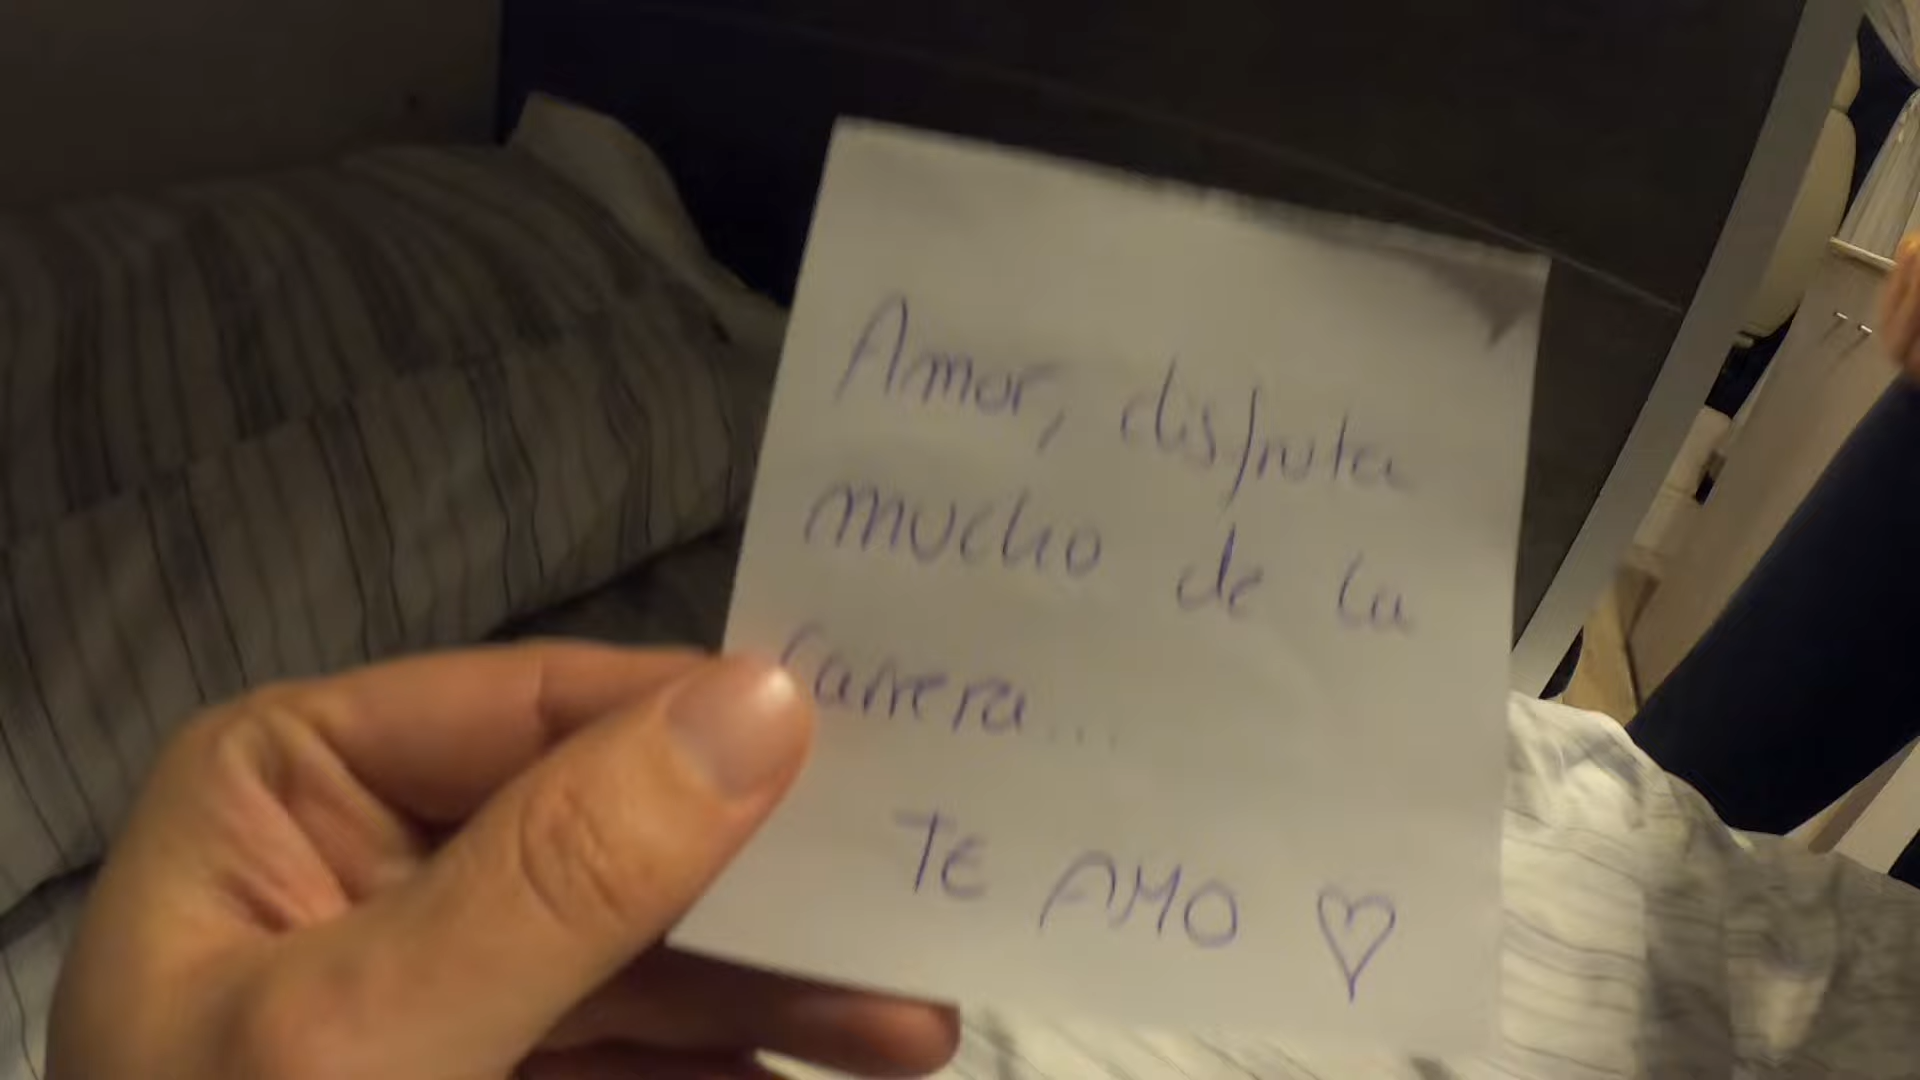 Amor, disfruta
mucho de la
carrera...
TE AMO ♡